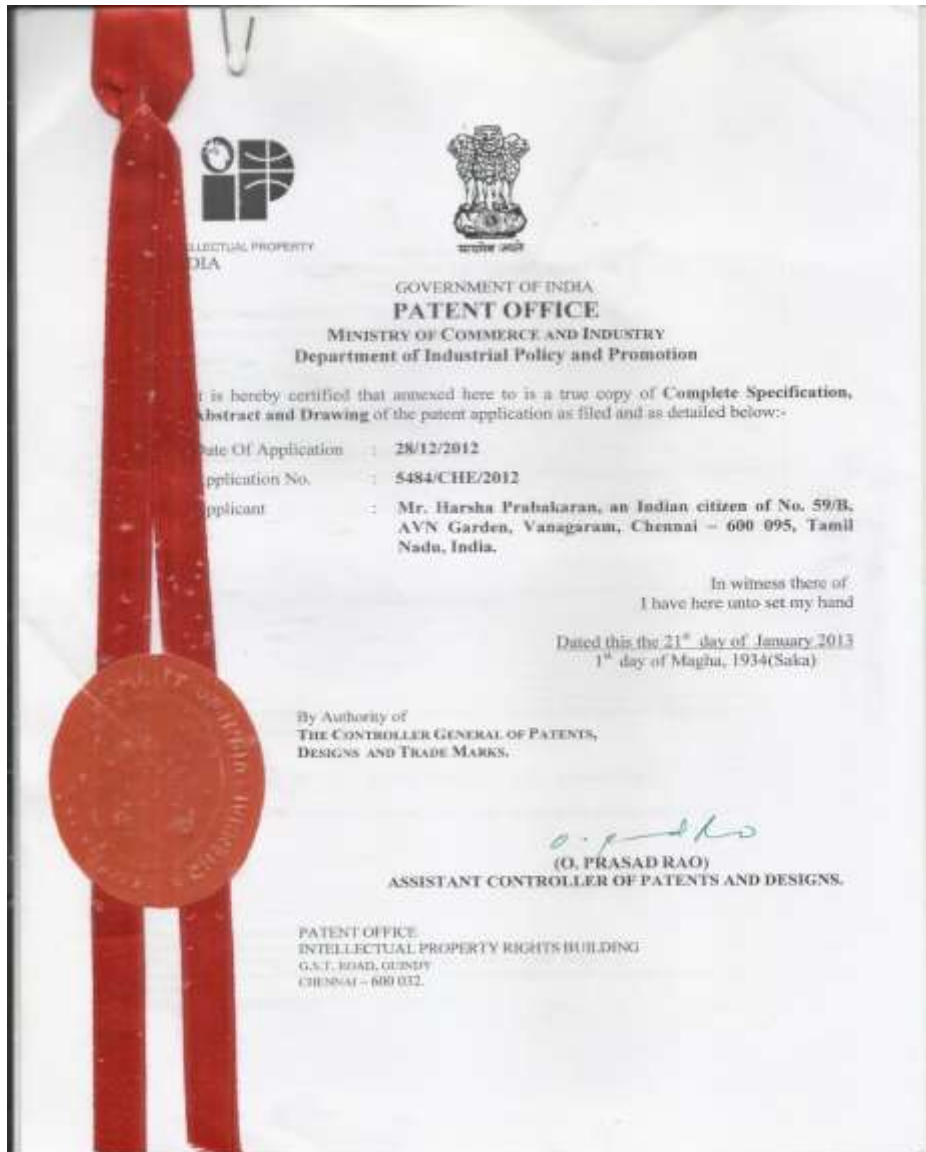 LLECTUAL PROPERTY
DIA
सत्यमेव जयते
GOVERNMENT OF INDIA
PATENT OFFICE
MINISTRY OF COMMERCE AND INDUSTRY
Department of Industrial Policy and Promotion
t is hereby certified that annexed here to is a true copy of Complete Specification,
bstract and Drawing of the patent application as filed and as detailed below:-
ate Of Application : 28/12/2012
pplication No. : 5484/CHE/2012
pplicant : Mr. Harsha Prabakaran, an Indian citizen of No. 59/B,
AVN Garden, Vanagaram, Chennai – 600 095, Tamil
Nadu, India.
In witness there of
I have here unto set my hand
Dated this the 21st day of January 2013
1st day of Magha, 1934(Saka)
By Authority of
THE CONTROLLER GENERAL OF PATENTS,
DESIGNS AND TRADE MARKS.
(O. PRASAD RAO)
ASSISTANT CONTROLLER OF PATENTS AND DESIGNS.
PATENT OFFICE
INTELLECTUAL PROPERTY RIGHTS BUILDING
G.S.T. ROAD, GUINDY
CHENNAI – 600 032.